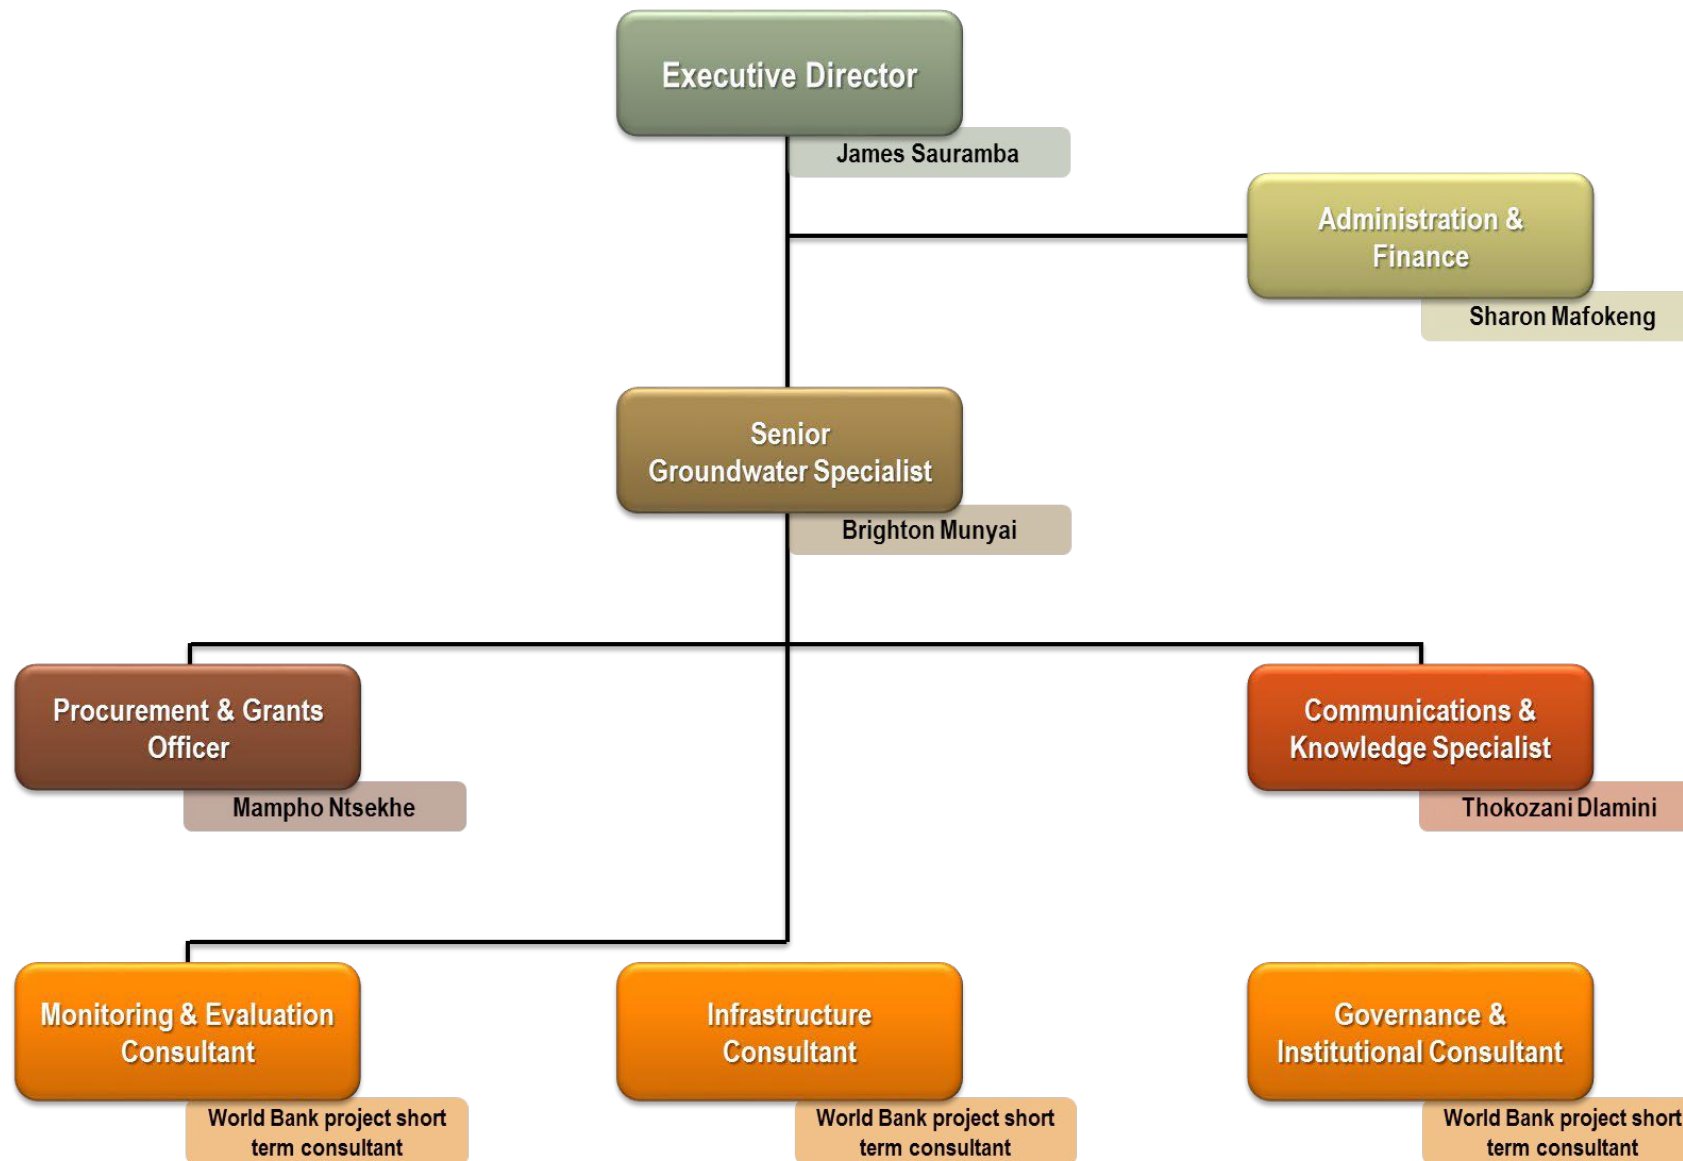 Executive Director
James Sauramba
Administration &
Finance
Sharon Mafokeng
Senior
Groundwater Specialist
Brighton Munyai
Procurement & Grants
Officer
Mampho Ntsekhe
Communications &
Knowledge Specialist
Thokozani Dlamini
Monitoring & Evaluation
Consultant
World Bank project short
term consultant
Infrastructure
Consultant
World Bank project short
term consultant
Governance &
Institutional Consultant
World Bank project short
term consultant